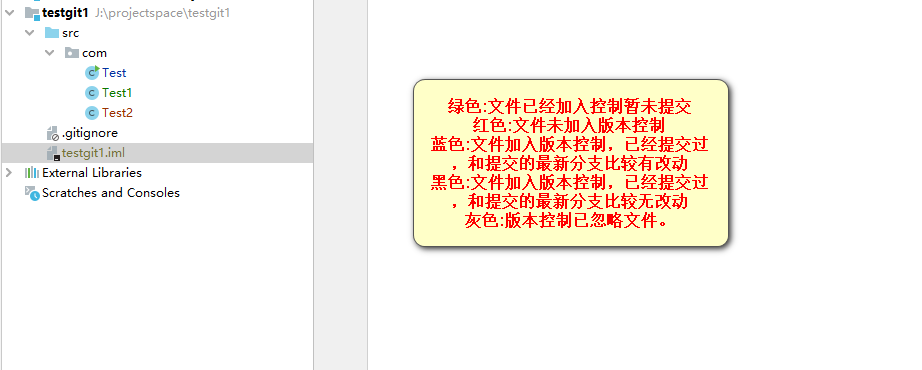 testgit1 J:\projectspace\testgit1
src
com
Test
Test1
Test2
.gitignore
testgit1.iml
External Libraries
Scratches and Consoles
绿色:文件已经加入控制暂未提交
红色:文件未加入版本控制
蓝色:文件加入版本控制，已经提交过
，和提交的最新分支比较有改动
黑色:文件加入版本控制，已经提交过
，和提交的最新分支比较无改动
灰色:版本控制已忽略文件。